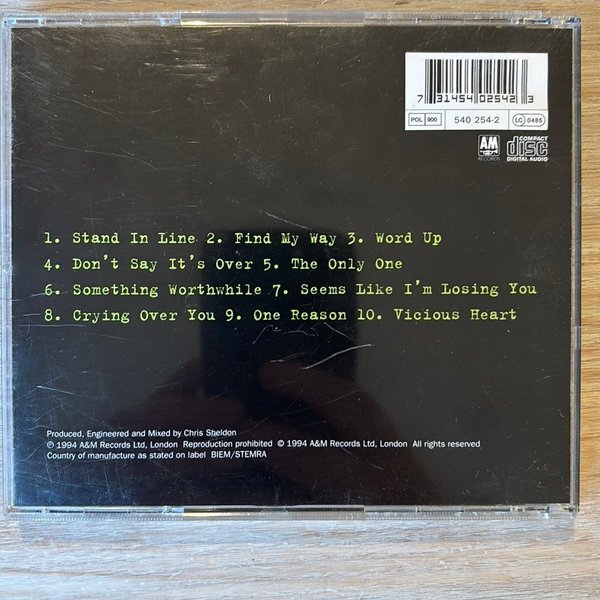 7 31454 02542 3
POL 900 540 254-2 LC 0485
AM RECORDS COMPACT disc DIGITAL AUDIO
1. Stand In Line 2. Find My Way 3. Word Up
4. Don't Say It's Over 5. The Only One
6. Something Worthwhile 7. Seems Like I'm Losing You
8. Crying Over You 9. One Reason 10. Vicious Heart
Produced, Engineered and Mixed by Chris Sheldon
℗ 1994 A&M Records Ltd, London Reproduction prohibited © 1994 A&M Records Ltd, London All rights reserved
Country of manufacture as stated on label BIEM/STEMRA